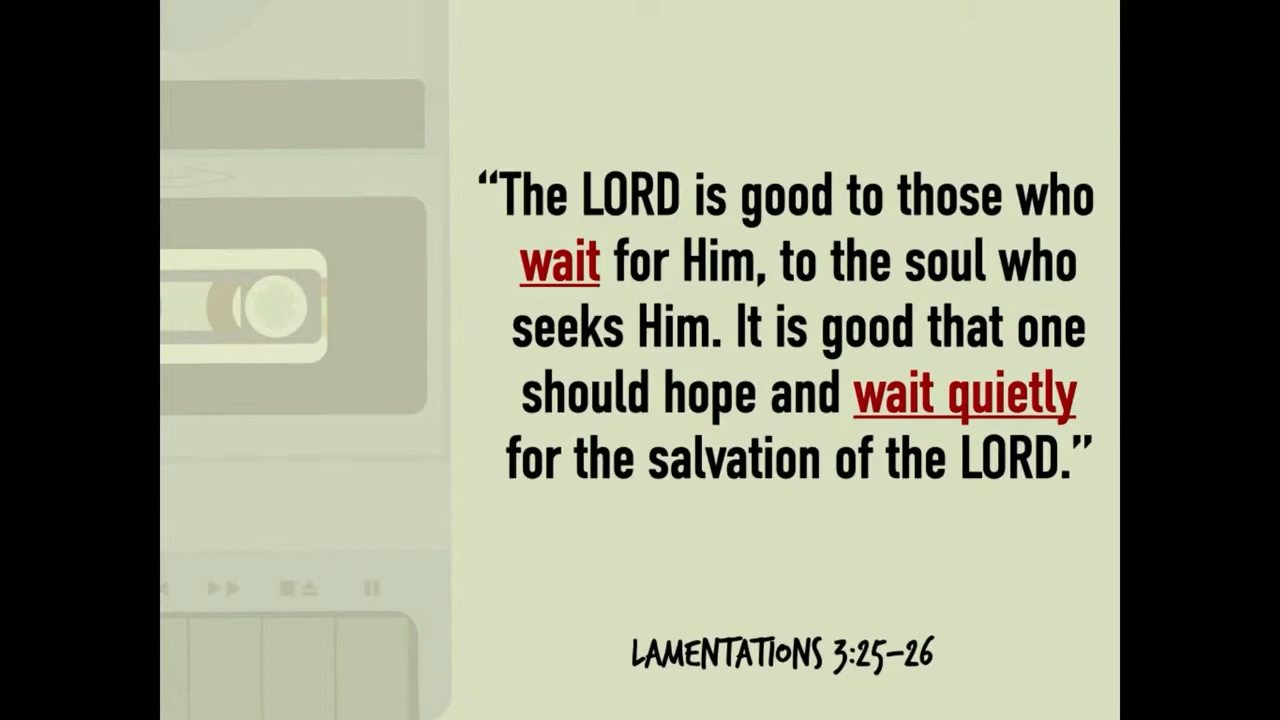 “The LORD is good to those who
wait for Him, to the soul who
seeks Him. It is good that one
should hope and wait quietly
for the salvation of the LORD.”
LAMENTATIONS 3:25–26